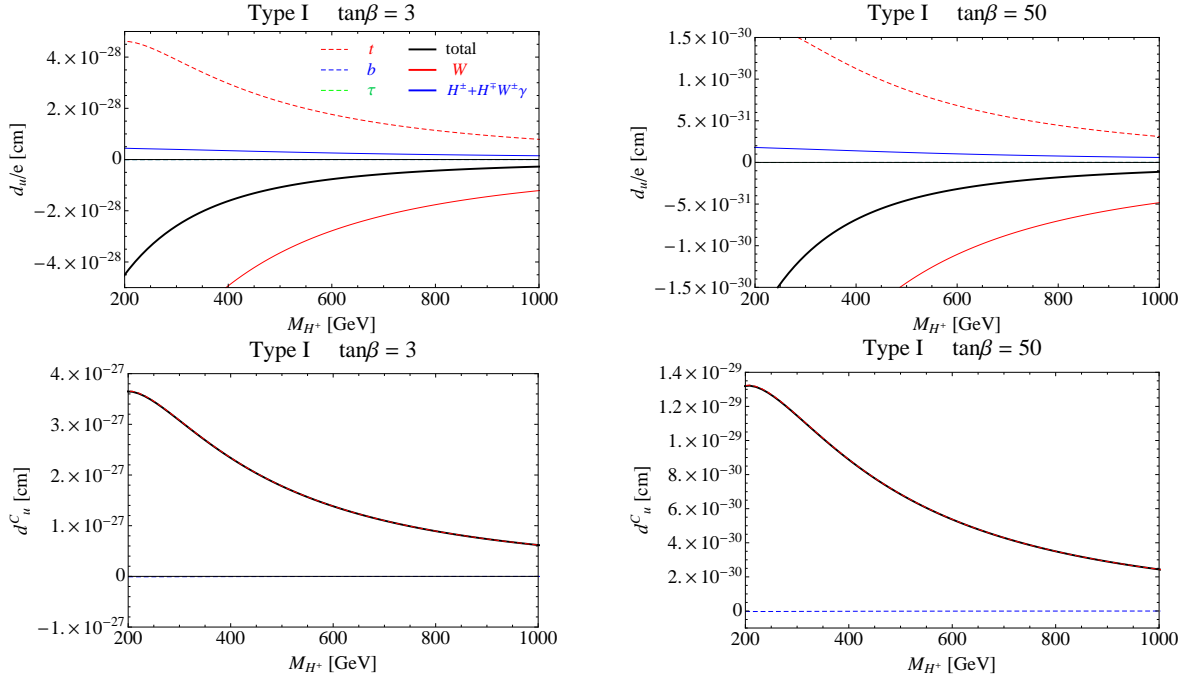 Type I tanβ = 3
4. × 10⁻²⁸
2. × 10⁻²⁸
0
−2. × 10⁻²⁸
−4. × 10⁻²⁸
d_u/e [cm]
t
total
b
W
τ
H^± + H^∓ W^± γ
200 400 600 800 1000
M_{H⁺} [GeV]
Type I tanβ = 50
1.5 × 10⁻³⁰
1. × 10⁻³⁰
5. × 10⁻³¹
0
−5. × 10⁻³¹
−1. × 10⁻³⁰
−1.5 × 10⁻³⁰
d_u/e [cm]
200 400 600 800 1000
M_{H⁺} [GeV]
Type I tanβ = 3
4. × 10⁻²⁷
3. × 10⁻²⁷
2. × 10⁻²⁷
1. × 10⁻²⁷
0
−1. × 10⁻²⁷
d^C_u [cm]
200 400 600 800 1000
M_{H⁺} [GeV]
Type I tanβ = 50
1.4 × 10⁻²⁹
1.2 × 10⁻²⁹
1. × 10⁻²⁹
8. × 10⁻³⁰
6. × 10⁻³⁰
4. × 10⁻³⁰
2. × 10⁻³⁰
0
d^C_u [cm]
200 400 600 800 1000
M_{H⁺} [GeV]